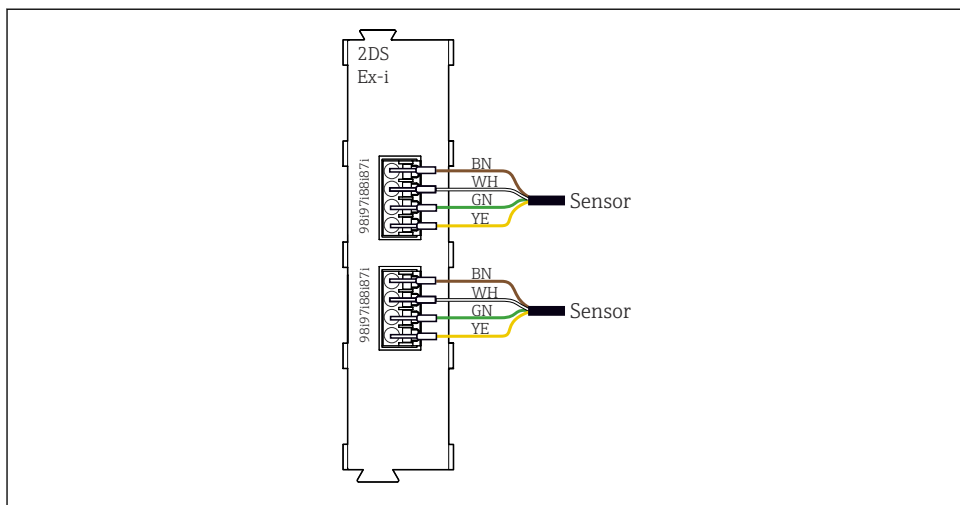 2DS
Ex-i
98i97i88i87i
BN
WH
GN
YE
Sensor
98i97i88i87i
BN
WH
GN
YE
Sensor